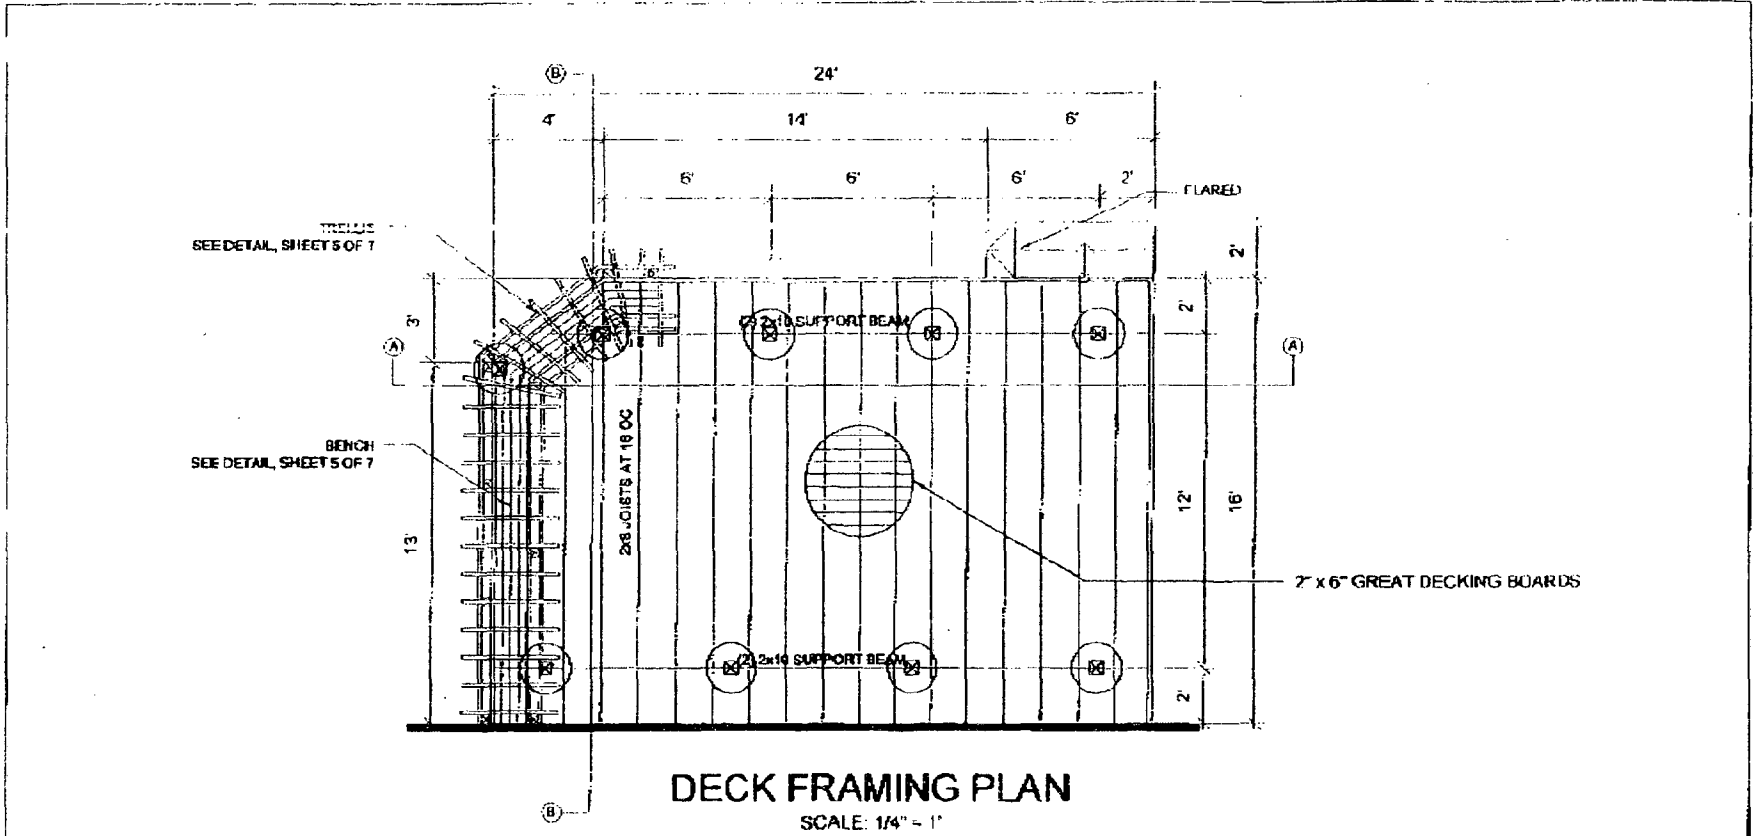 B
24'
4'
14'
6'
6'
6'
6'
2'
FLARED
TRELLIS
SEE DETAIL, SHEET 5 OF 7
2'
6'
3'
2'
(2) 2x10 SUPPORT BEAM
A
A
2x8 JOISTS AT 16 OC
BENCH
SEE DETAIL, SHEET 5 OF 7
13'
12'
16'
2" x 6" GREAT DECKING BOARDS
(2) 2x10 SUPPORT BEAM
2'
DECK FRAMING PLAN
B
SCALE: 1/4" = 1'